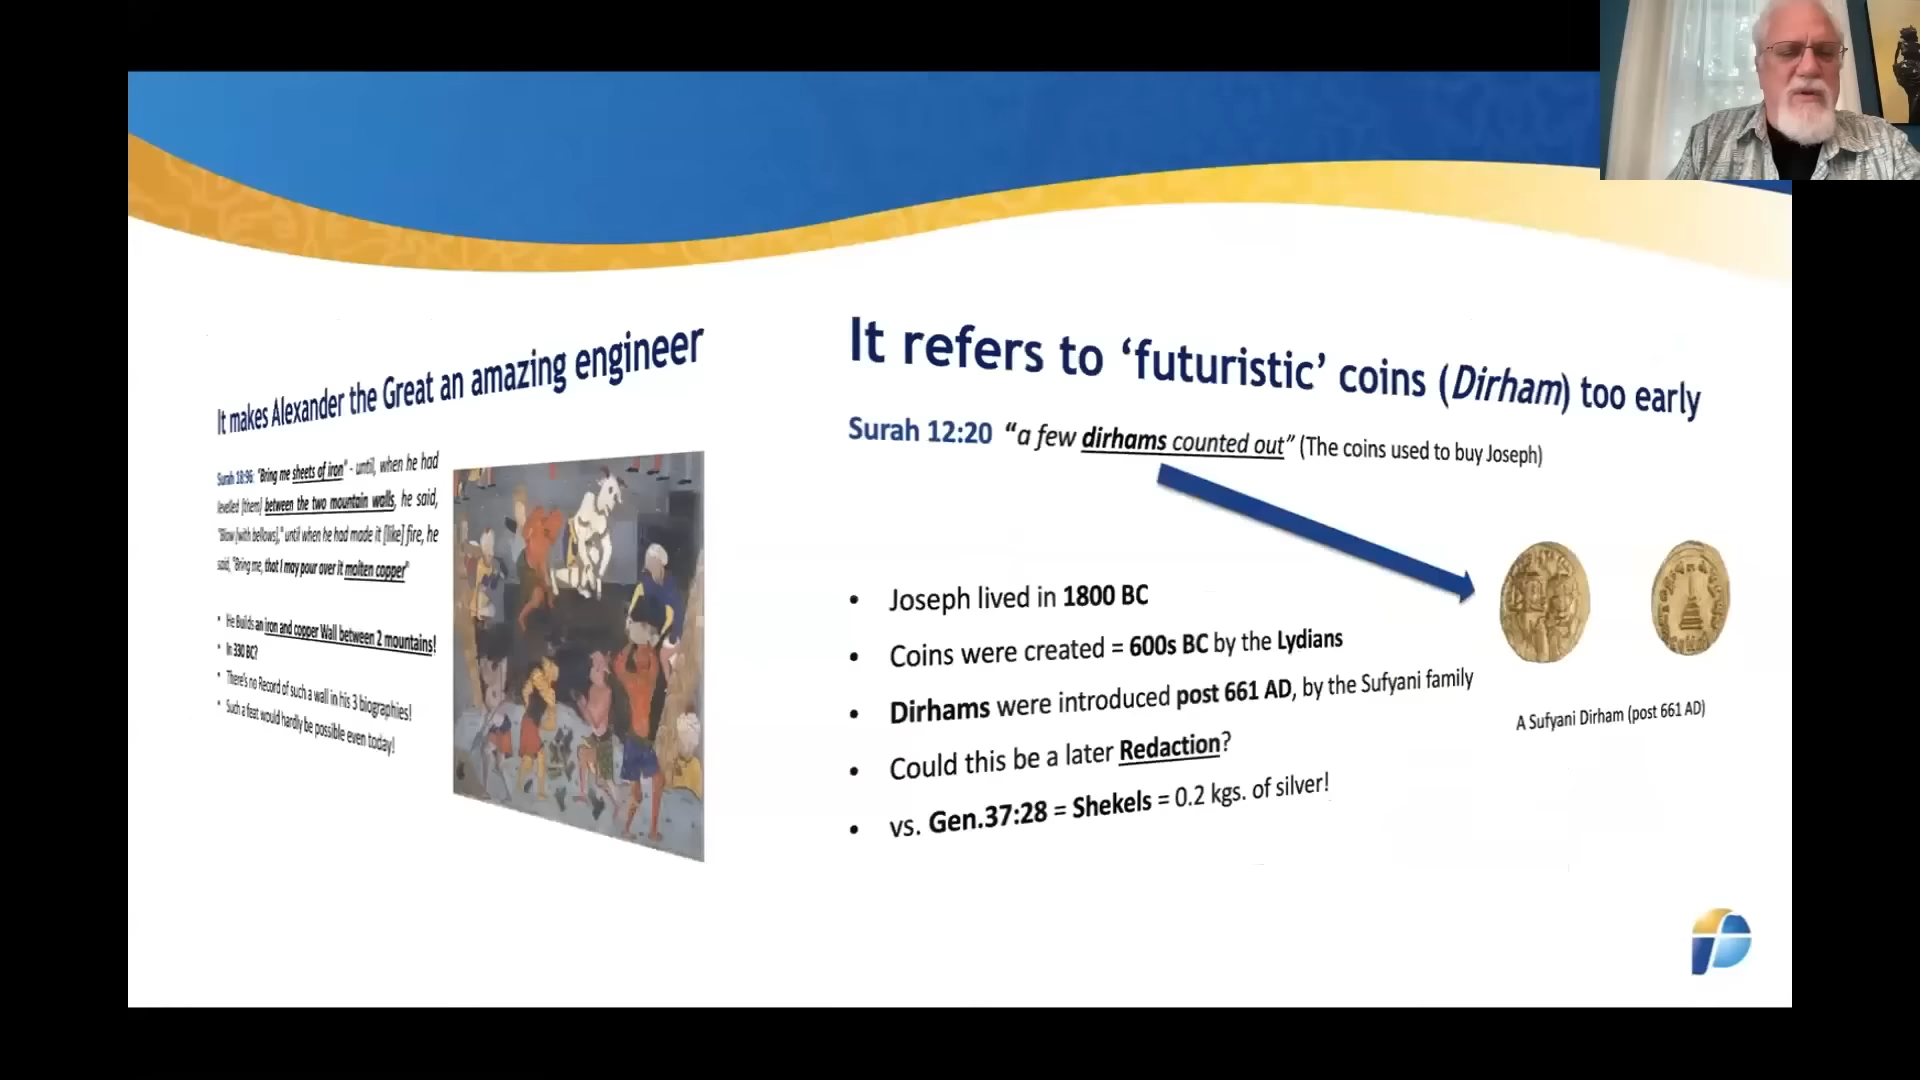 It makes Alexander the Great an amazing engineer
Surah 18:96: "Bring me sheets of iron" - until, when he had
levelled [them] between the two mountain walls, he said,
"Blow [with bellows]," until when he had made it [like] fire, he
said, "Bring me, that I may pour over it molten copper"
• He Builds an iron and copper Wall between 2 mountains!
• In 330 BC?
• There's no Record of such a wall in his 3 biographies!
• Such a feat would hardly be possible even today!
It refers to ‘futuristic’ coins (Dirham) too early
Surah 12:20 “a few dirhams counted out” (The coins used to buy Joseph)
• Joseph lived in 1800 BC
• Coins were created = 600s BC by the Lydians
• Dirhams were introduced post 661 AD, by the Sufyani family
• Could this be a later Redaction?
• vs. Gen.37:28 = Shekels = 0.2 kgs. of silver!
A Sufyani Dirham (post 661 AD)